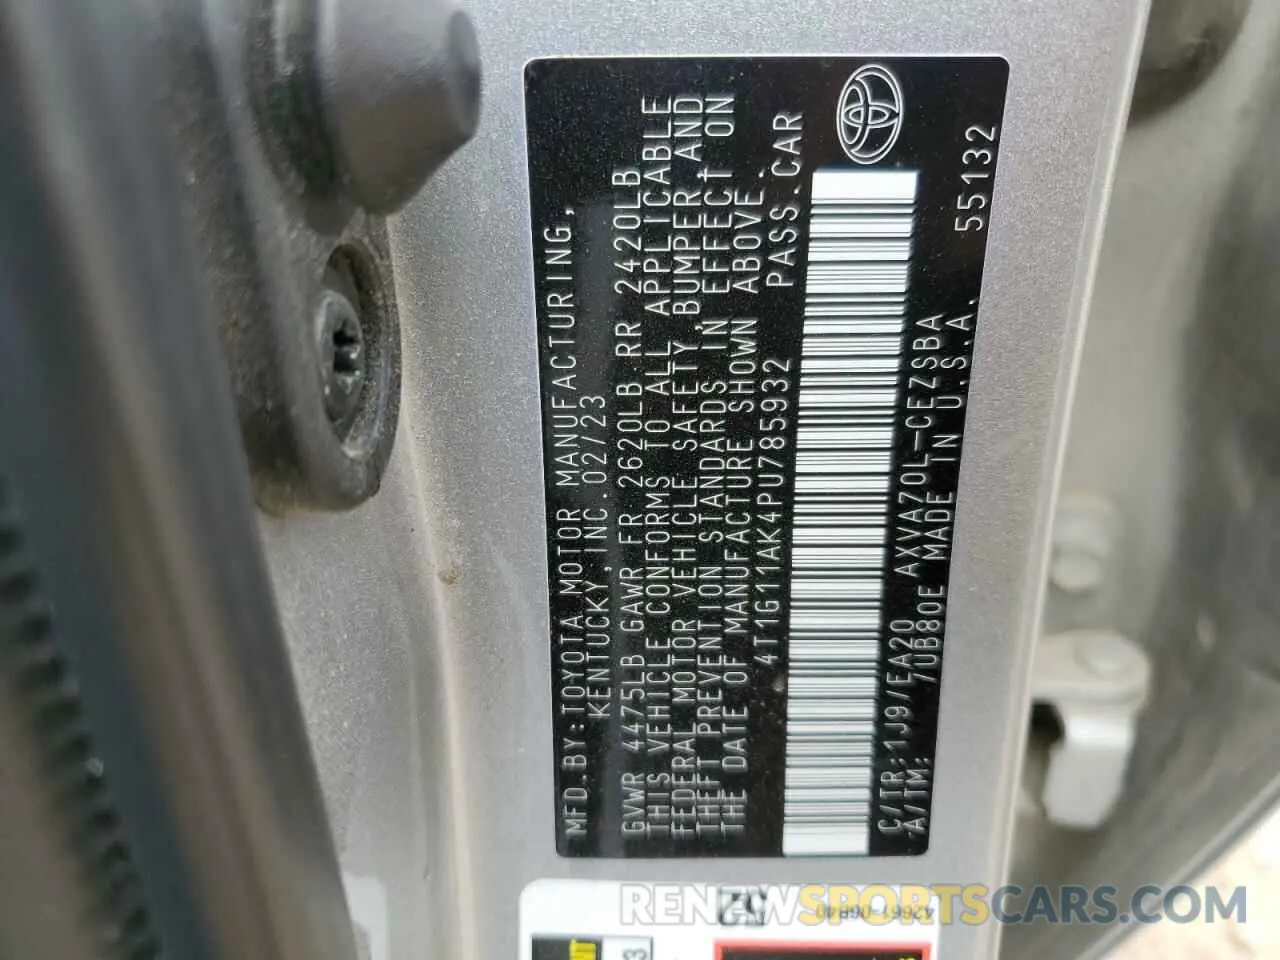 MFD.BY:TOYOTA MOTOR MANUFACTURING,
KENTUCKY,INC.02/23
GVWR 4475LB GAWR FR 2620LB RR 2420LB
THIS VEHICLE CONFORMS TO ALL APPLICABLE
FEDERAL MOTOR VEHICLE SAFETY,BUMPER AND
THEFT PREVENTION STANDARDS IN EFFECT ON
THE DATE OF MANUFACTURE SHOWN ABOVE.
4T1G11AK4PU785932 PASS.CAR
C/TR:1J9/EA20 AXVA70L-CEZSBA 55132
A/TM: /UB80E MADE IN U.S.A.
42661-06840
RENEWSPORTSCARS.COM